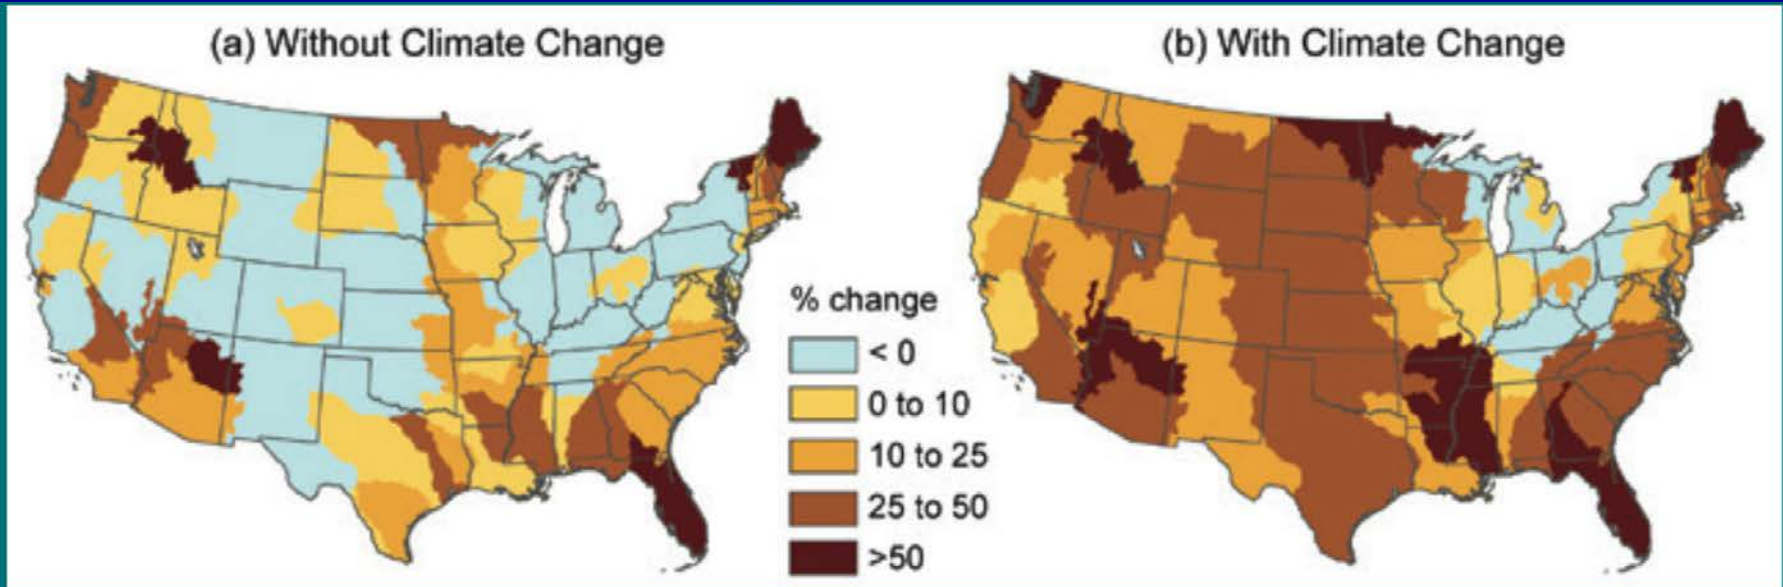 (a) Without Climate Change
(b) With Climate Change
% change
< 0
0 to 10
10 to 25
25 to 50
>50